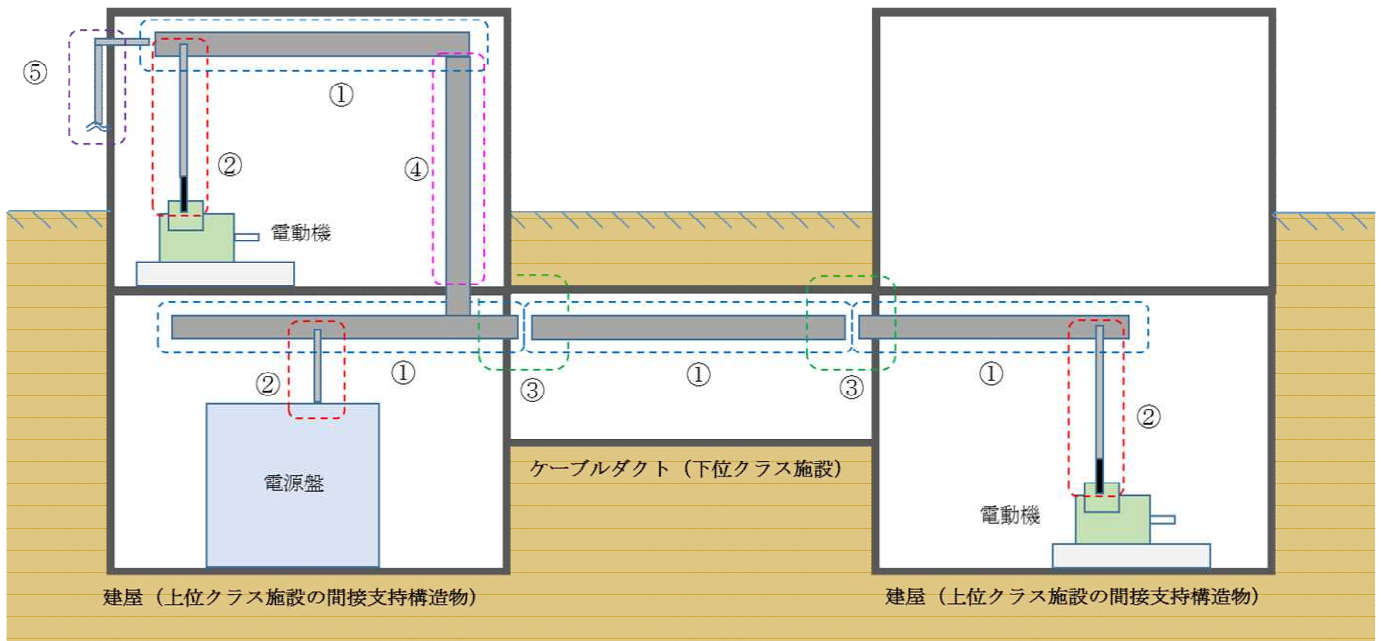 ⑤
①
②
④
電動機
①
②
③
①
③
①
②
電源盤
ケーブルダクト（下位クラス施設）
電動機
建屋（上位クラス施設の間接支持構造物）
建屋（上位クラス施設の間接支持構造物）